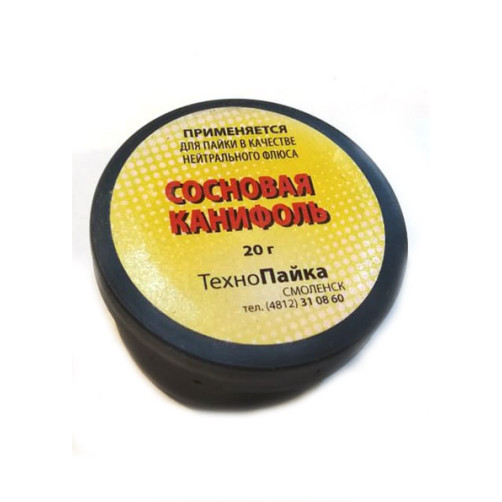 ПРИМЕНЯЕТСЯ
ДЛЯ ПАЙКИ В КАЧЕСТВЕ
НЕЙТРАЛЬНОГО ФЛЮСА
СОСНОВАЯ
КАНИФОЛЬ
20 г
ТехноПайка
СМОЛЕНСК
тел. (4812) 31 08 60